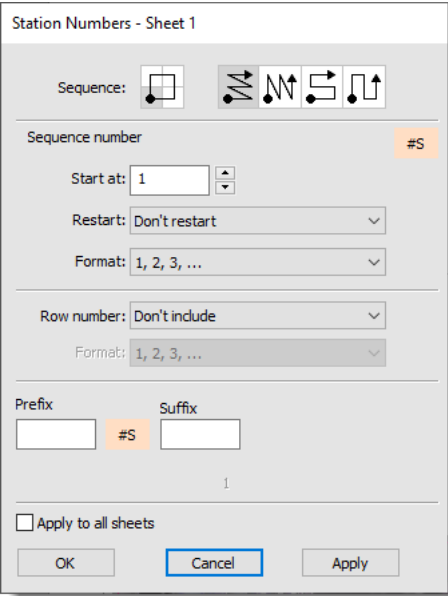 Station Numbers - Sheet 1
Sequence:
Sequence number
#S
Start at: 1
Restart: Don't restart
Format: 1, 2, 3, ...
Row number: Don't include
Format: 1, 2, 3, ...
Prefix Suffix
#S
1
Apply to all sheets
OK Cancel Apply